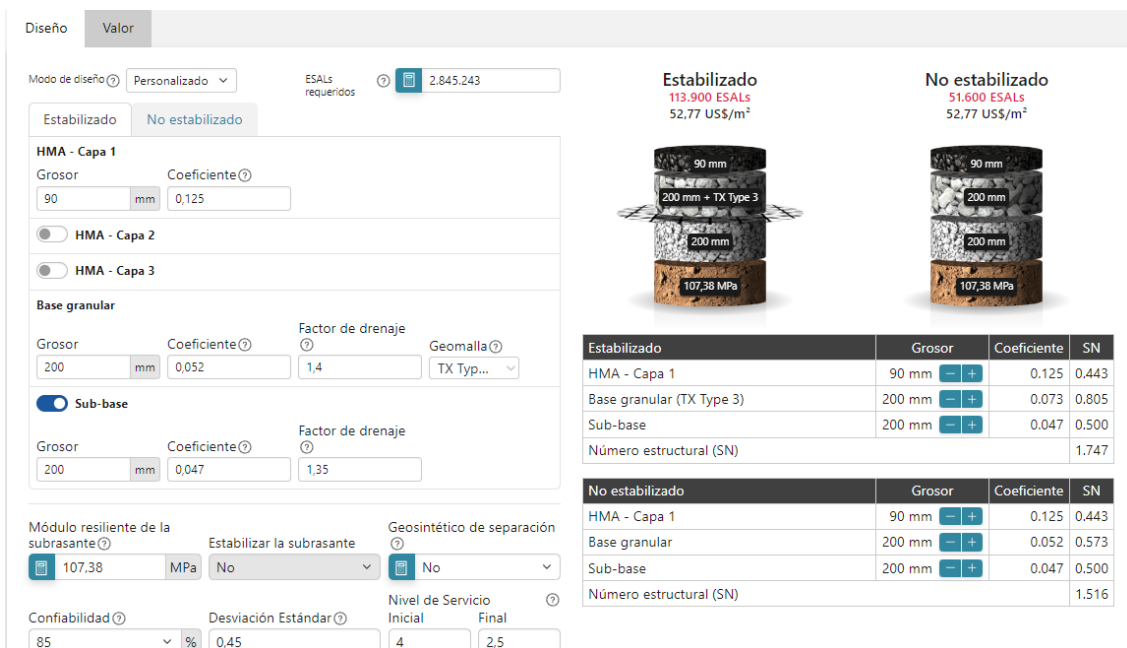 Diseño Valor
Modo de diseño Personalizado ESALs requeridos 2.845.243
Estabilizado No estabilizado
HMA - Capa 1
Grosor Coeficiente
90 mm 0,125
HMA - Capa 2
HMA - Capa 3
Base granular
Grosor Coeficiente Factor de drenaje Geomalla
200 mm 0,052 1,4 TX Typ...
Sub-base
Grosor Coeficiente Factor de drenaje
200 mm 0,047 1,35
Módulo resiliente de la subrasante Estabilizar la subrasante Geosintético de separación
107,38 MPa No No
Confiabilidad Desviación Estándar Nivel de Servicio
Inicial Final
85 % 0,45 4 2,5
Estabilizado
113.900 ESALs
52,77 US$/m²
90 mm
200 mm + TX Type 3
200 mm
107,38 MPa
No estabilizado
51.600 ESALs
52,77 US$/m²
90 mm
200 mm
200 mm
107,38 MPa
Estabilizado Grosor Coeficiente SN
HMA - Capa 1 90 mm − + 0.125 0.443
Base granular (TX Type 3) 200 mm − + 0.073 0.805
Sub-base 200 mm − + 0.047 0.500
Número estructural (SN) 1.747
No estabilizado Grosor Coeficiente SN
HMA - Capa 1 90 mm − + 0.125 0.443
Base granular 200 mm − + 0.052 0.573
Sub-base 200 mm − + 0.047 0.500
Número estructural (SN) 1.516